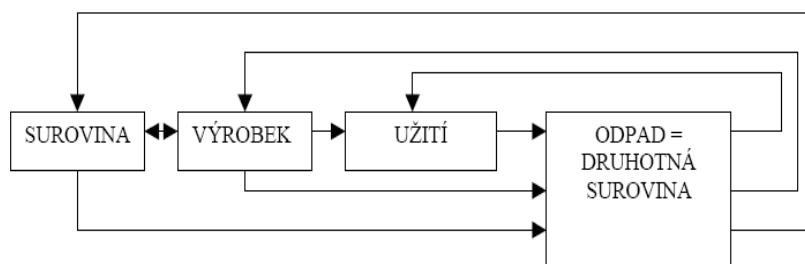 SUROVINA
VÝROBEK
UŽITÍ
ODPAD =
DRUHOTNÁ
SUROVINA